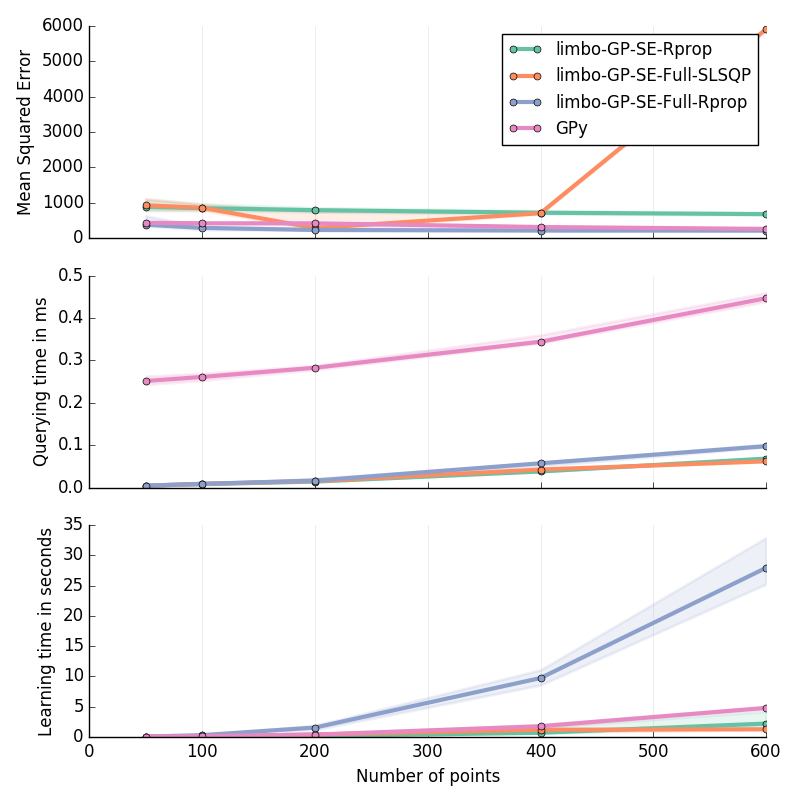 6000
5000
4000
3000
2000
1000
0
Mean Squared Error
limbo-GP-SE-Rprop
limbo-GP-SE-Full-SLSQP
limbo-GP-SE-Full-Rprop
GPy
0.5
0.4
0.3
0.2
0.1
0.0
Querying time in ms
35
30
25
20
15
10
5
0
Learning time in seconds
0 100 200 300 400 500 600
Number of points